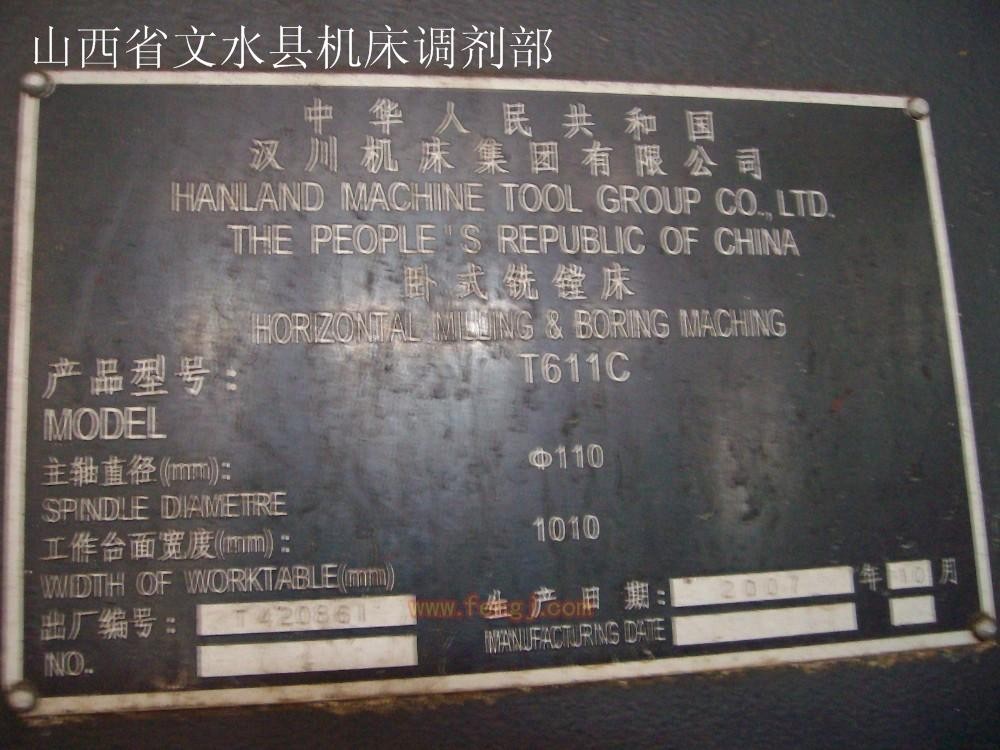 山西省文水县机床调剂部
中华人民共和国
汉川机床集团有限公司
HANLAND MACHINE TOOL GROUP CO., LTD.
THE PEOPLE"S REPUBLIC OF CHINA
卧式铣镗床
HORIZONTAL MILLING & BORING MACHING
产品型号: T611C
MODEL
主轴直径(mm): Φ110
SPINDLE DIAMETRE
工作台面宽度(mm): 1010
WIDTH OF WORKTABLE(mm)
出厂编号: T420861 生产日期: 2007 年 10 月
NO. MANUFACTURING DATE